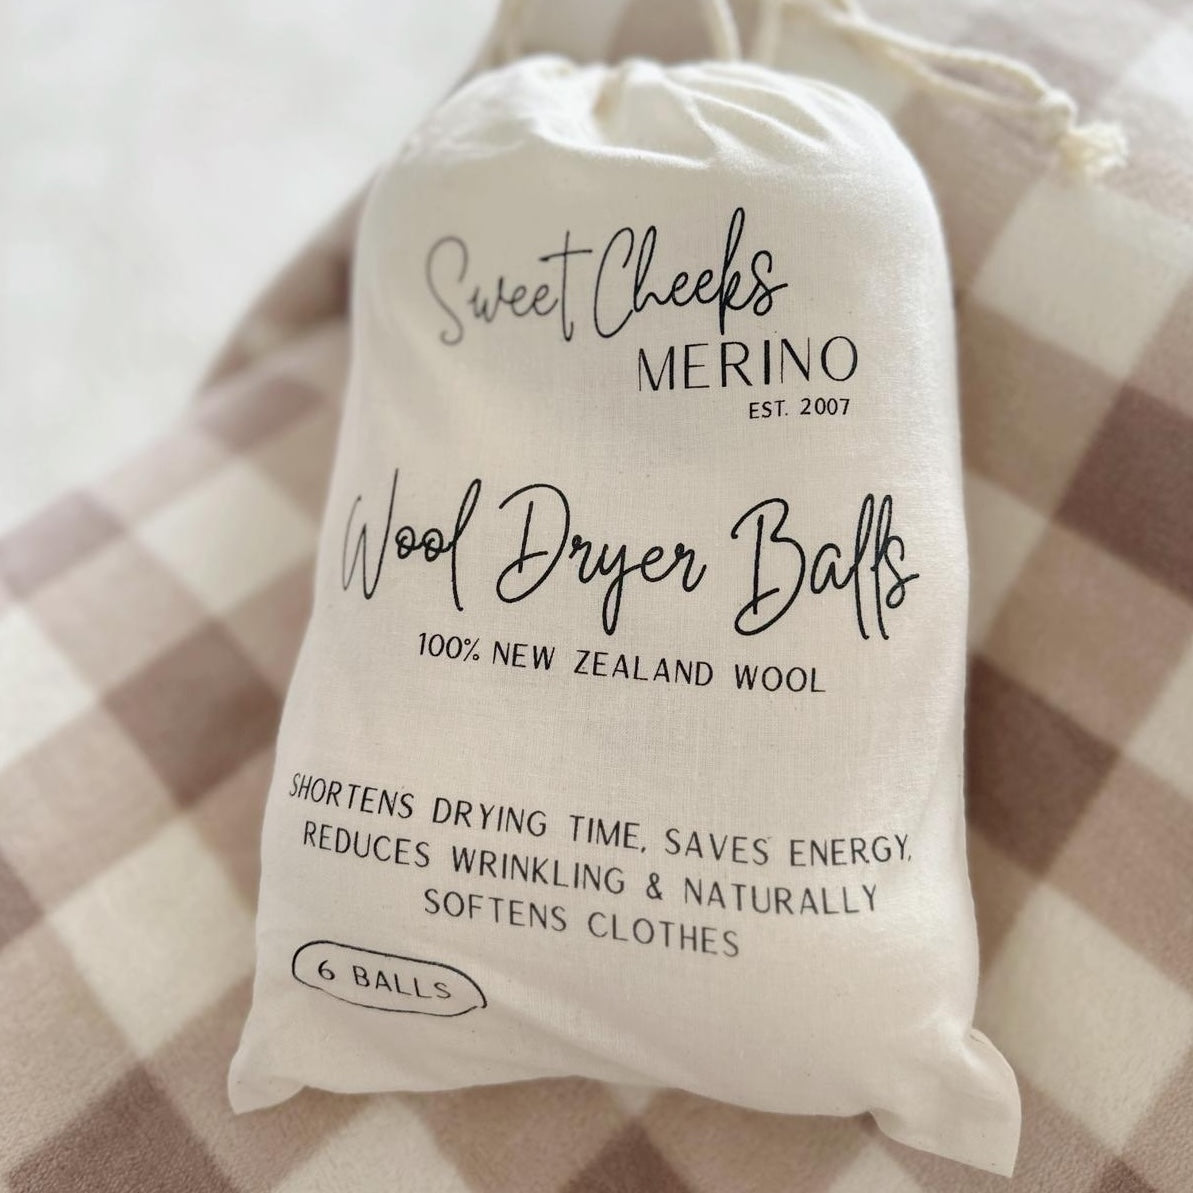 Sweet Cheeks
MERINO
EST. 2007
Wool Dryer Balls
100% NEW ZEALAND WOOL
SHORTENS DRYING TIME, SAVES ENERGY,
REDUCES WRINKLING & NATURALLY
SOFTENS CLOTHES
6 BALLS